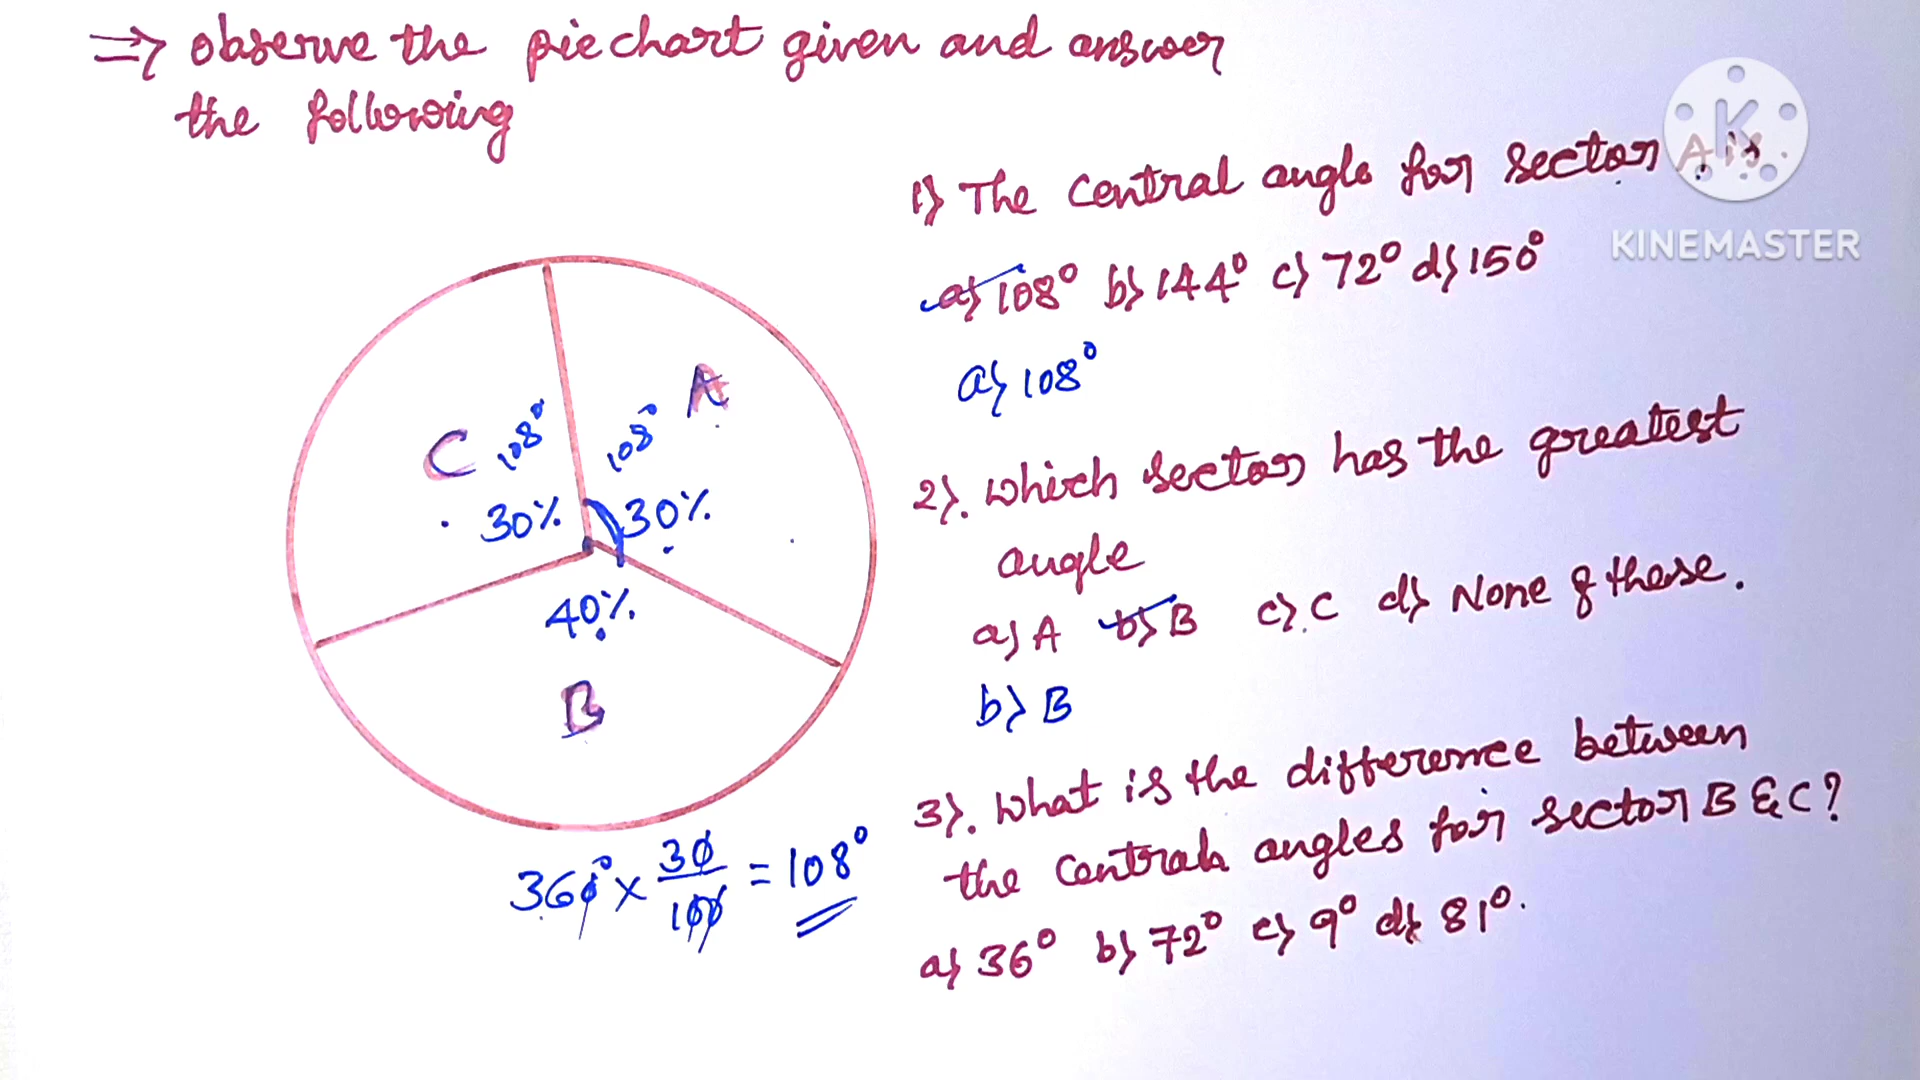 ⇒ observe the piechart given and answer
the following
1) The central angle for sector A is.
a) 108° b) 144° c) 72° d) 150°
a) 108°
2). which sector has the greatest
angle
a) A b) B c) C d) None of these.
b) B
3). What is the difference between
the central angles for sector B & C?
a) 36° b) 72° c) 9° d) 81°.
A
108°
30%
C
108°
30%
40%
B
360° × 30/100 = 108°
K
KINEMASTER